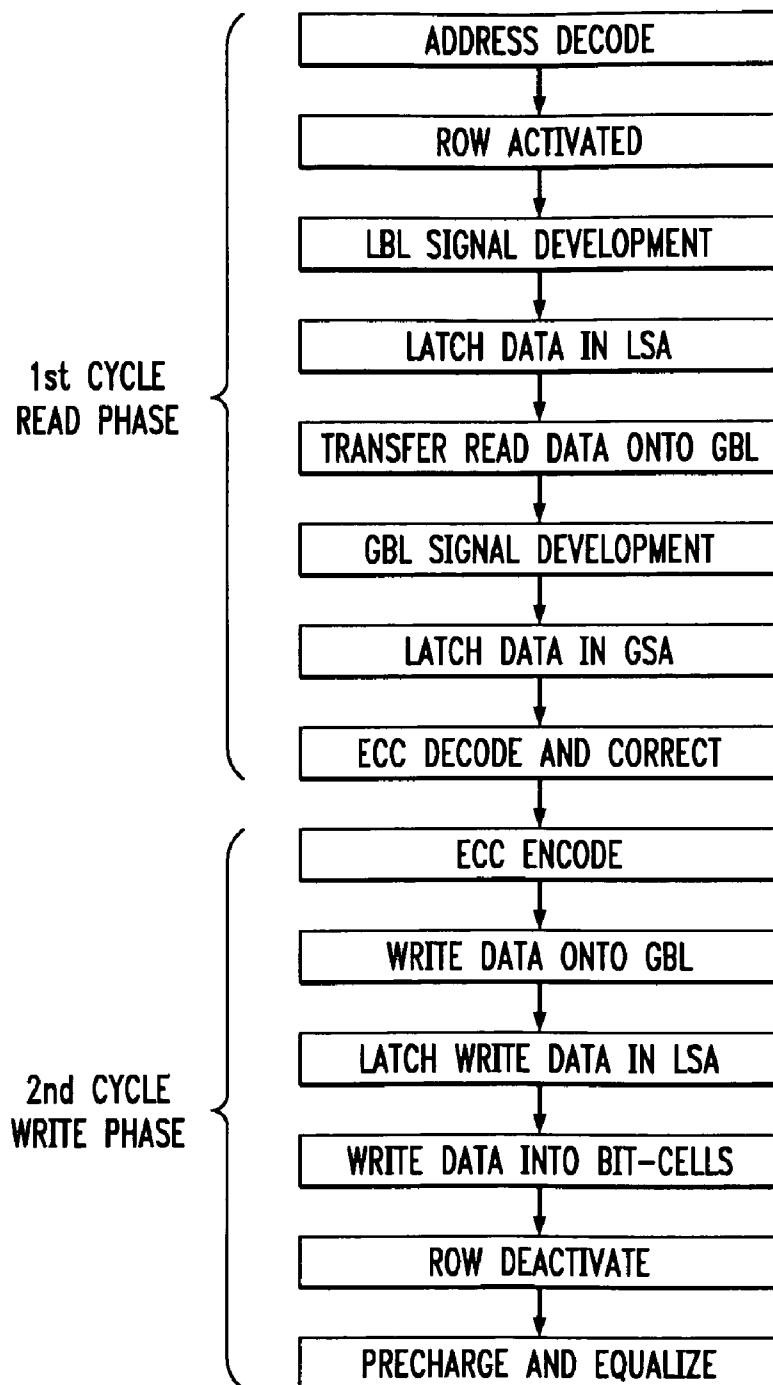 ADDRESS DECODE
ROW ACTIVATED
LBL SIGNAL DEVELOPMENT
LATCH DATA IN LSA
1st CYCLE
READ PHASE
TRANSFER READ DATA ONTO GBL
GBL SIGNAL DEVELOPMENT
LATCH DATA IN GSA
ECC DECODE AND CORRECT
ECC ENCODE
WRITE DATA ONTO GBL
LATCH WRITE DATA IN LSA
2nd CYCLE
WRITE PHASE
WRITE DATA INTO BIT-CELLS
ROW DEACTIVATE
PRECHARGE AND EQUALIZE